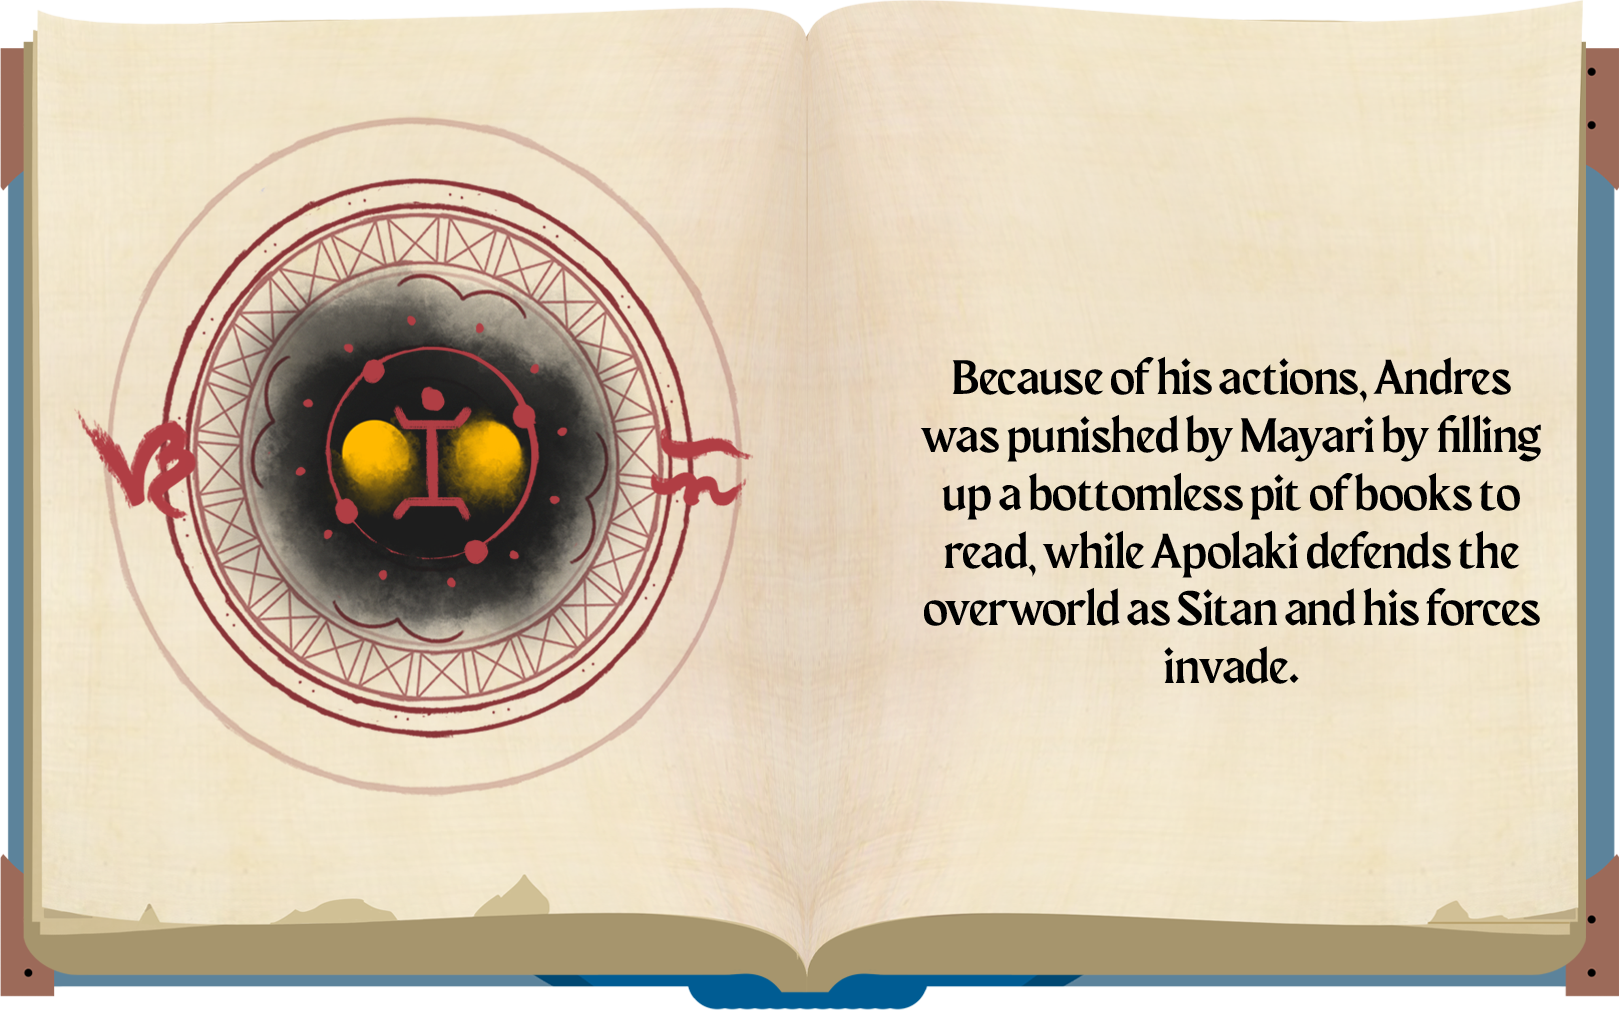 Because of his actions, Andres
was punished by Mayari by filling
up a bottomless pit of books to
read, while Apolaki defends the
overworld as Sitan and his forces
invade.